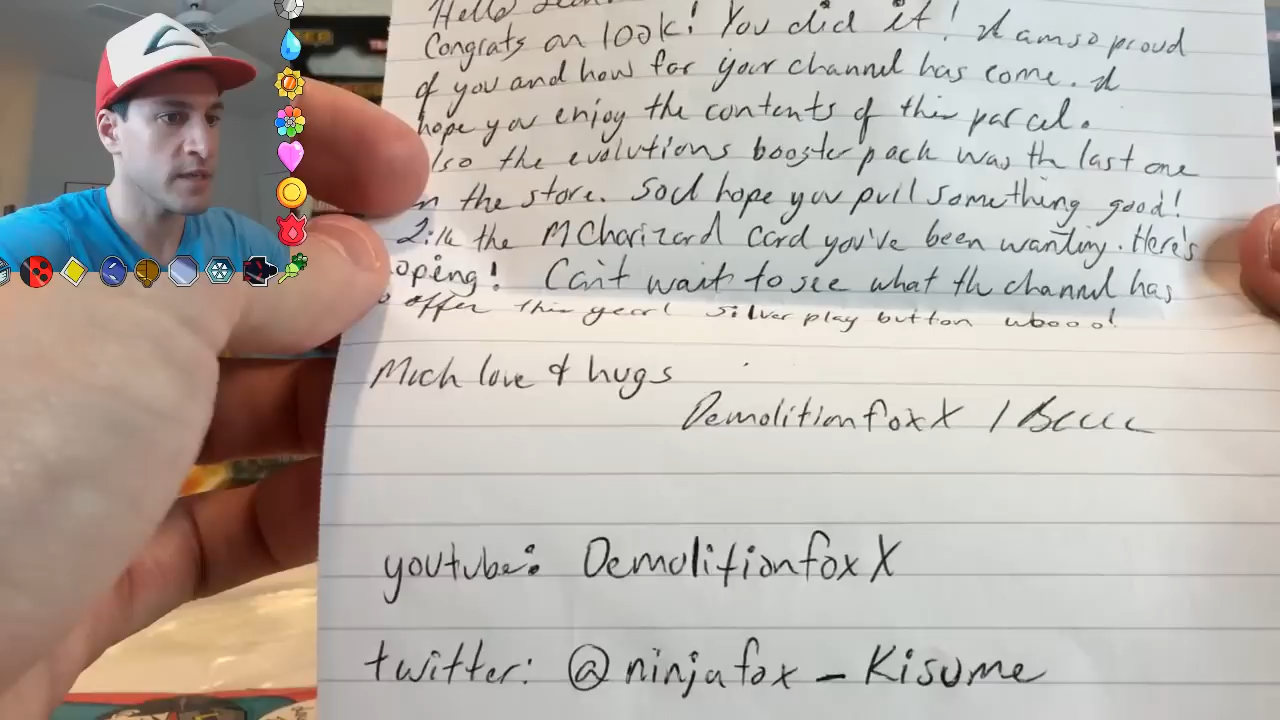 Hello
Congrats on 100k! You did it! I am so proud
of you and how far your channel has come. I
hope you enjoy the contents of this parcel.
lso the evolutions booster pack was the last one
n the store. So I hope you pull something good!
Like the M Charizard card you've been wanting. Here's
oping! Can't wait to see what the channel has
o offer this year! Silver play button wooo!
Much love & hugs
DemolitionfoxX /
youtube: DemolitionfoxX
twitter: @ninjafox_Kisume